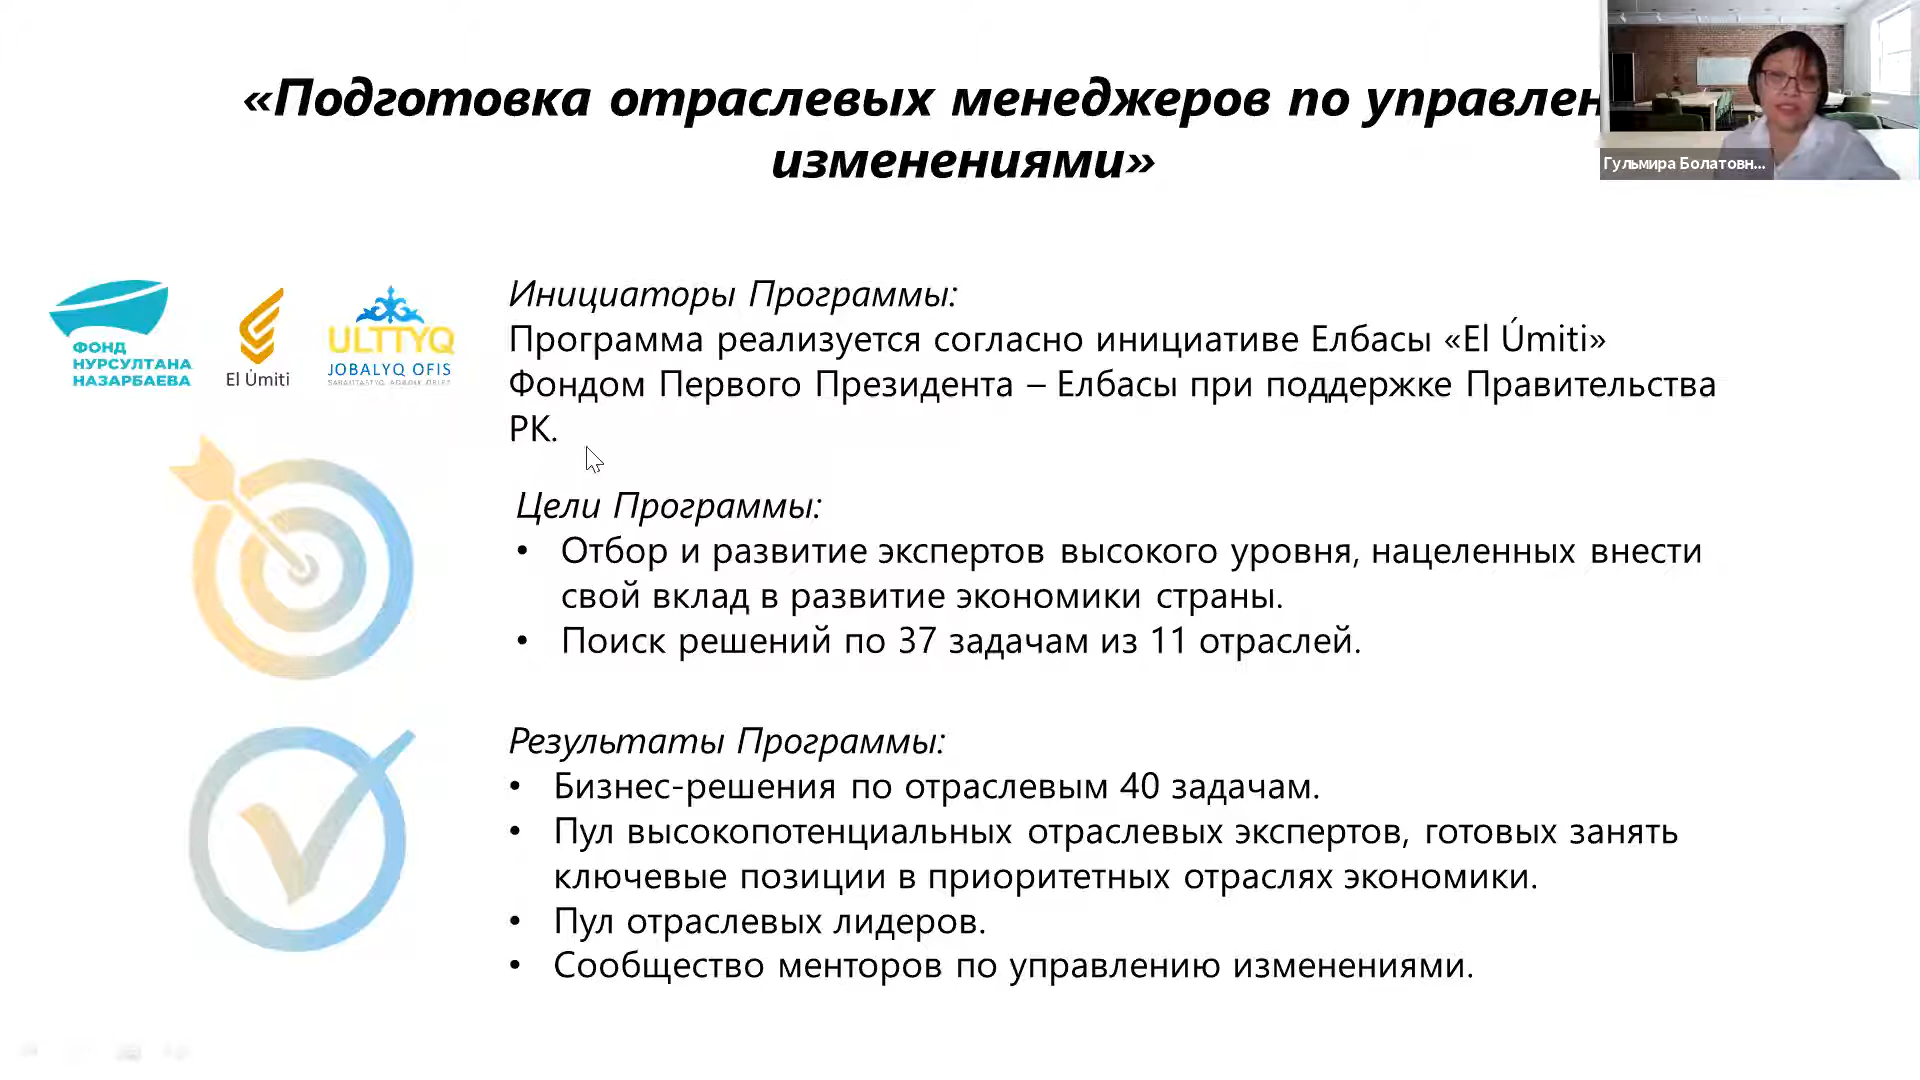 «Подготовка отраслевых менеджеров по управлен
изменениями»
Гульмира Болатовн...
ФОНД
НУРСУЛТАНА
НАЗАРБАЕВА
El Úmiti
ULTTYQ
JOBALYQ OFIS
Инициаторы Программы:
Программа реализуется согласно инициативе Елбасы «El Úmiti»
Фондом Первого Президента – Елбасы при поддержке Правительства
РК.
Цели Программы:
• Отбор и развитие экспертов высокого уровня, нацеленных внести
свой вклад в развитие экономики страны.
• Поиск решений по 37 задачам из 11 отраслей.
Результаты Программы:
• Бизнес-решения по отраслевым 40 задачам.
• Пул высокопотенциальных отраслевых экспертов, готовых занять
ключевые позиции в приоритетных отраслях экономики.
• Пул отраслевых лидеров.
• Сообщество менторов по управлению изменениями.